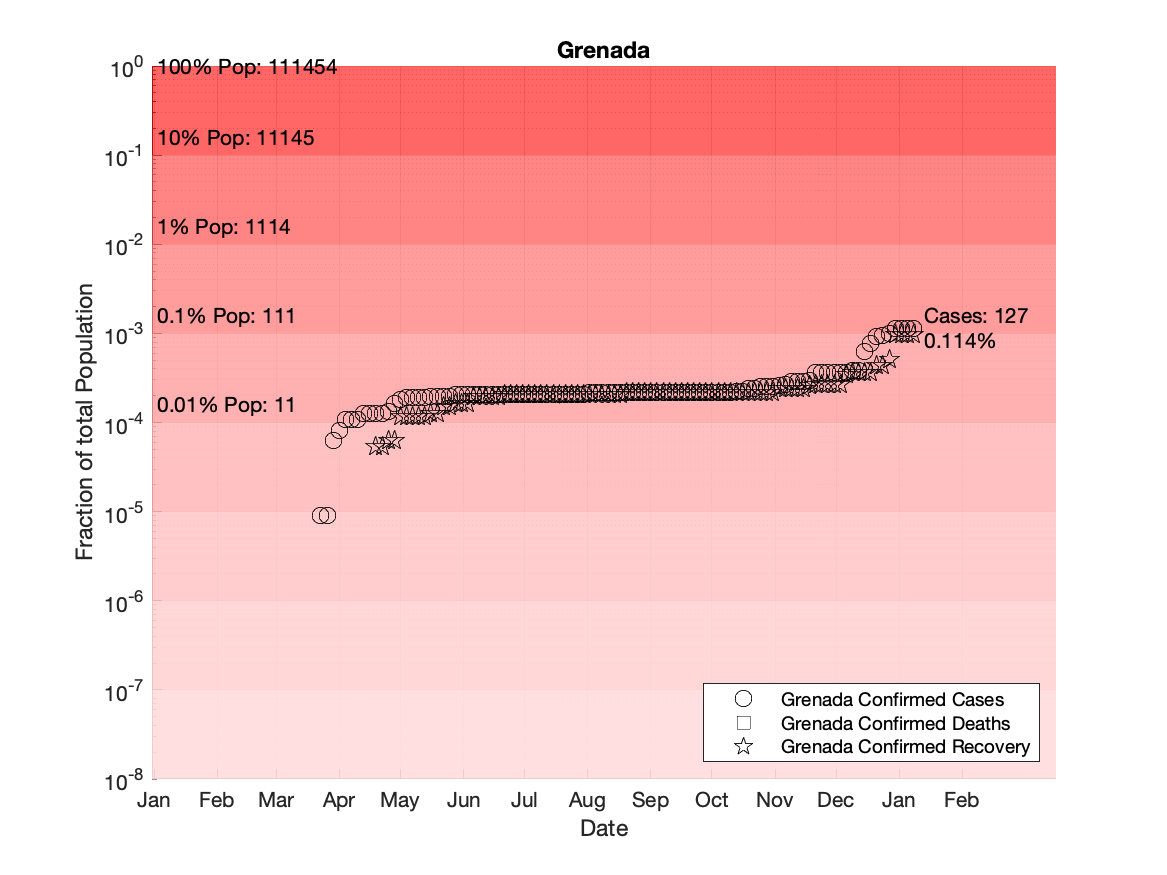 Grenada
10^0
100% Pop: 111454
10% Pop: 11145
10^-1
1% Pop: 1114
10^-2
0.1% Pop: 111
Cases: 127
10^-3
0.114%
0.01% Pop: 11
10^-4
10^-5
10^-6
10^-7
10^-8
Fraction of total Population
Grenada Confirmed Cases
Grenada Confirmed Deaths
Grenada Confirmed Recovery
Jan Feb Mar Apr May Jun Jul Aug Sep Oct Nov Dec Jan Feb
Date